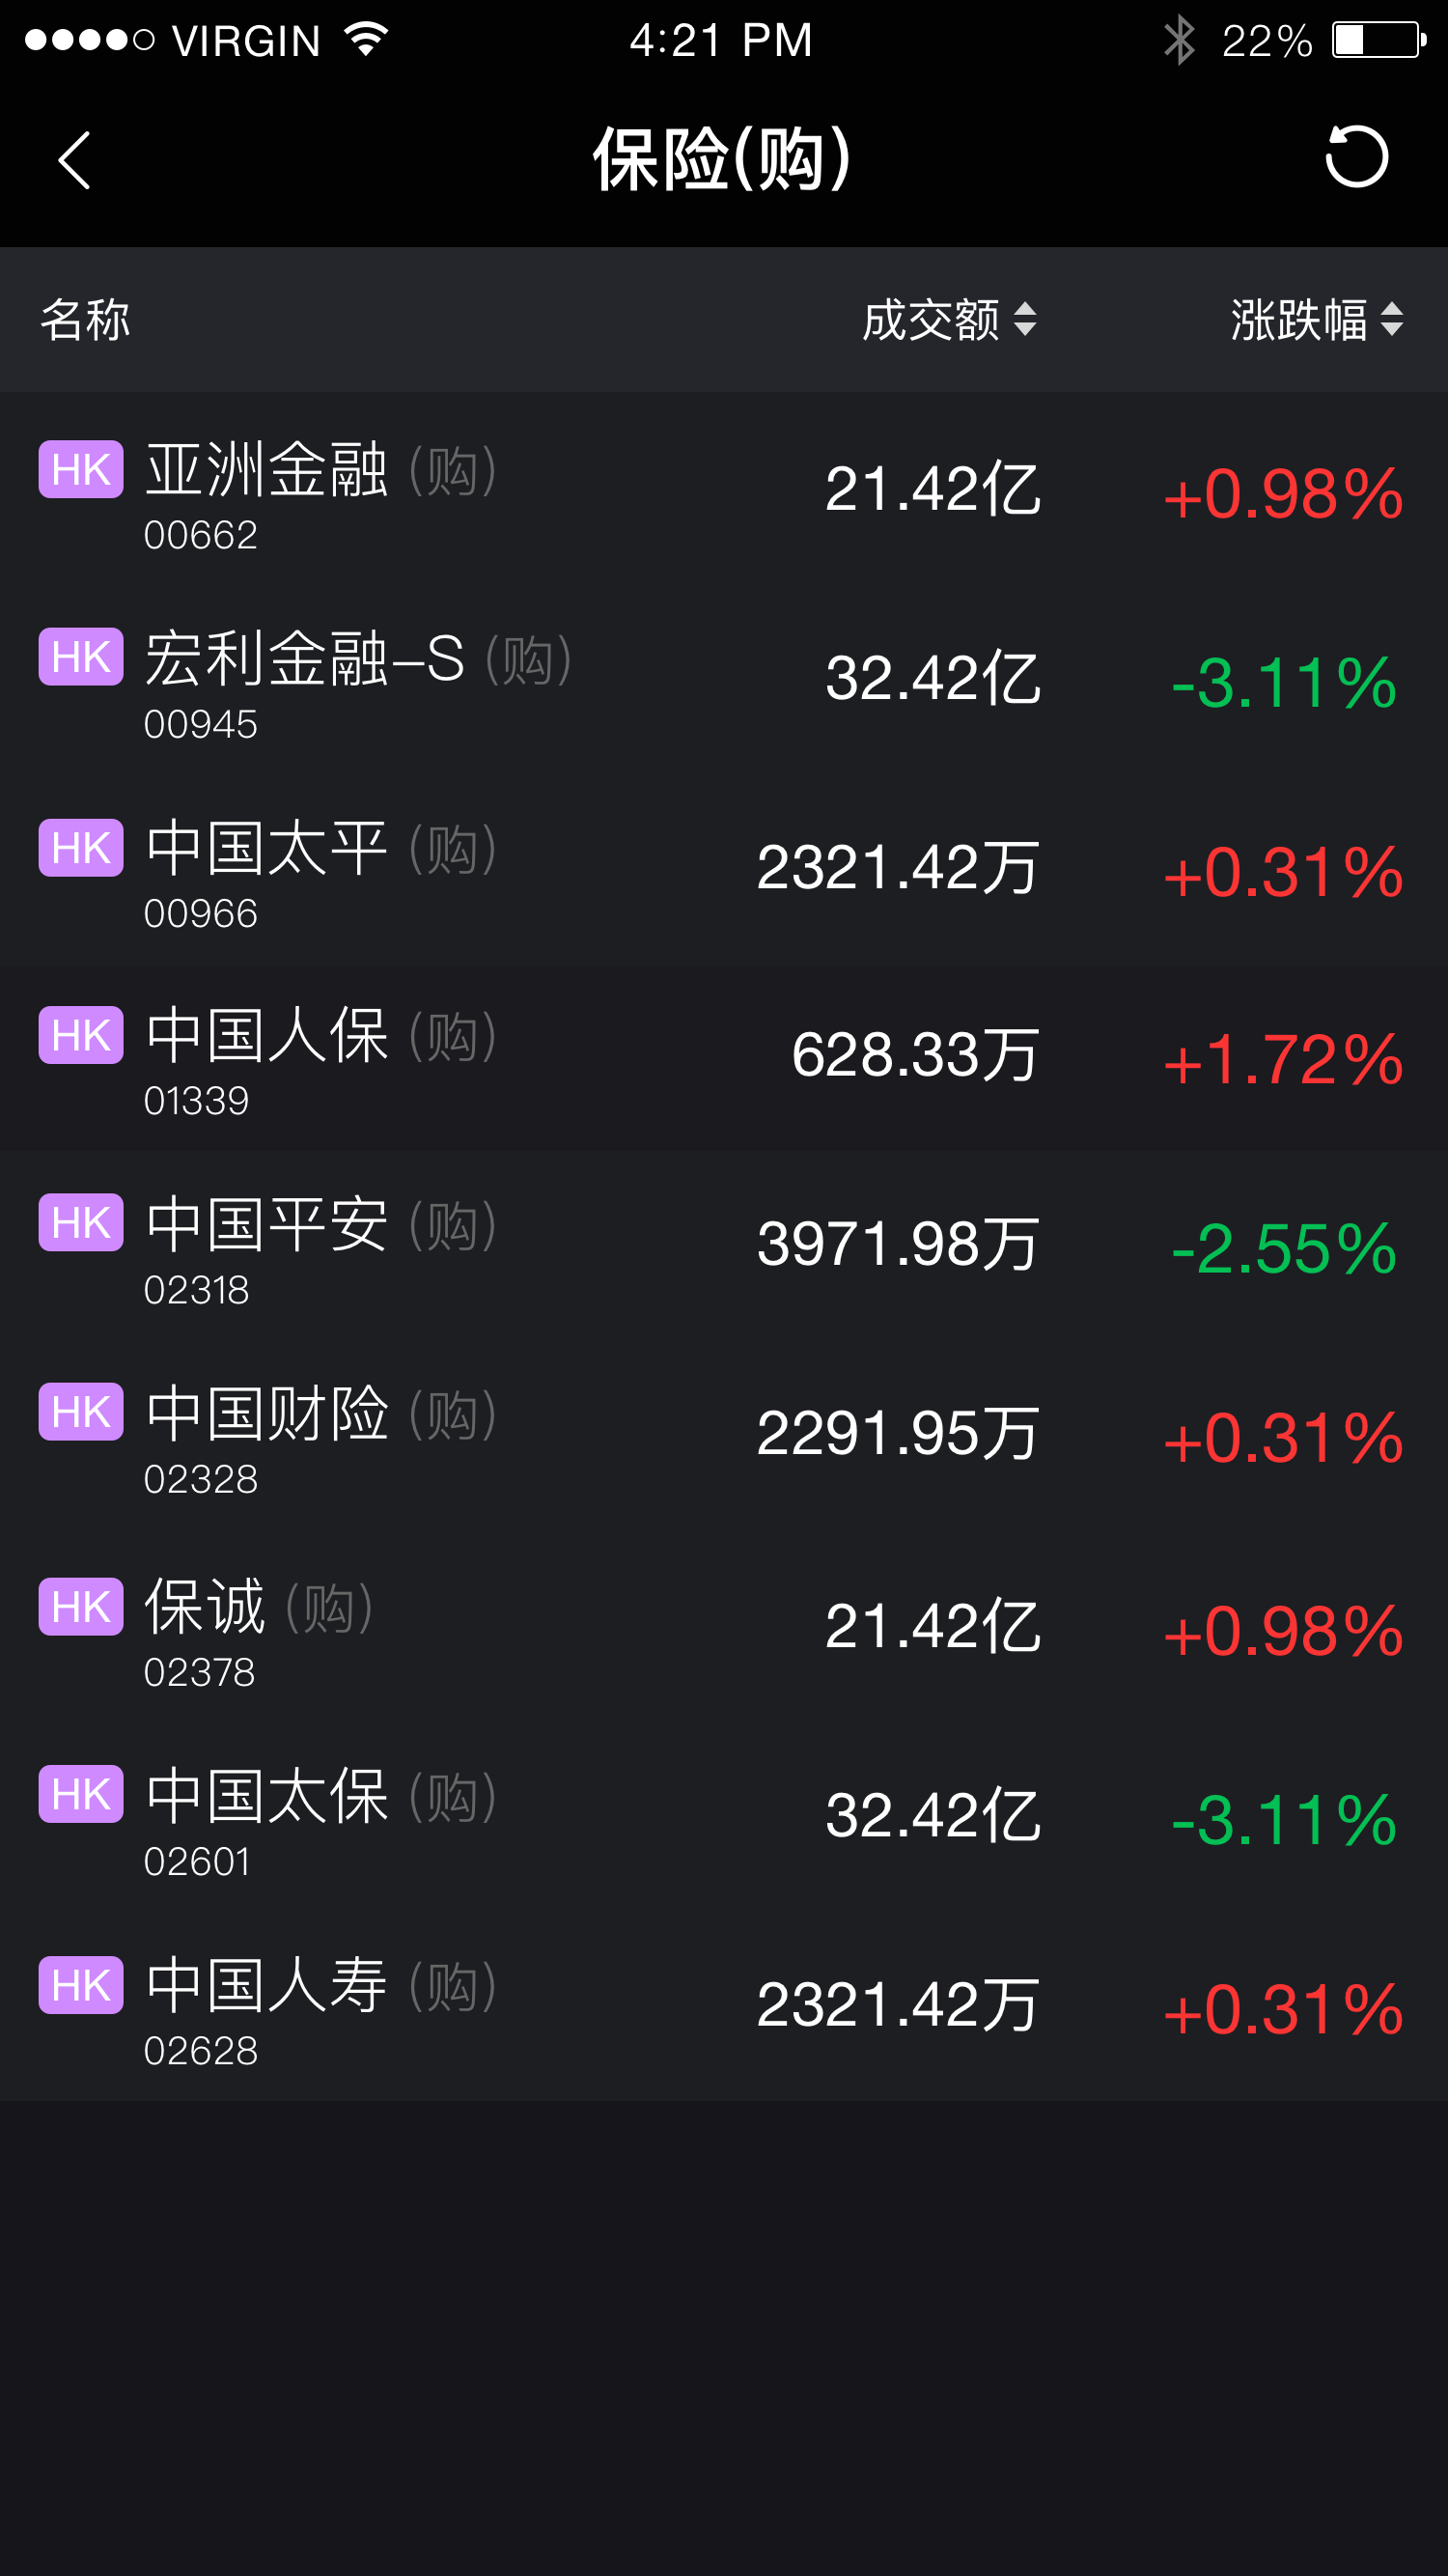 VIRGIN 4:21 PM 22%
保险(购)
名称 成交额 涨跌幅
HK 亚洲金融 (购) 21.42亿 +0.98%
00662
HK 宏利金融-S (购) 32.42亿 -3.11%
00945
HK 中国太平 (购) 2321.42万 +0.31%
00966
HK 中国人保 (购) 628.33万 +1.72%
01339
HK 中国平安 (购) 3971.98万 -2.55%
02318
HK 中国财险 (购) 2291.95万 +0.31%
02328
HK 保诚 (购) 21.42亿 +0.98%
02378
HK 中国太保 (购) 32.42亿 -3.11%
02601
HK 中国人寿 (购) 2321.42万 +0.31%
02628